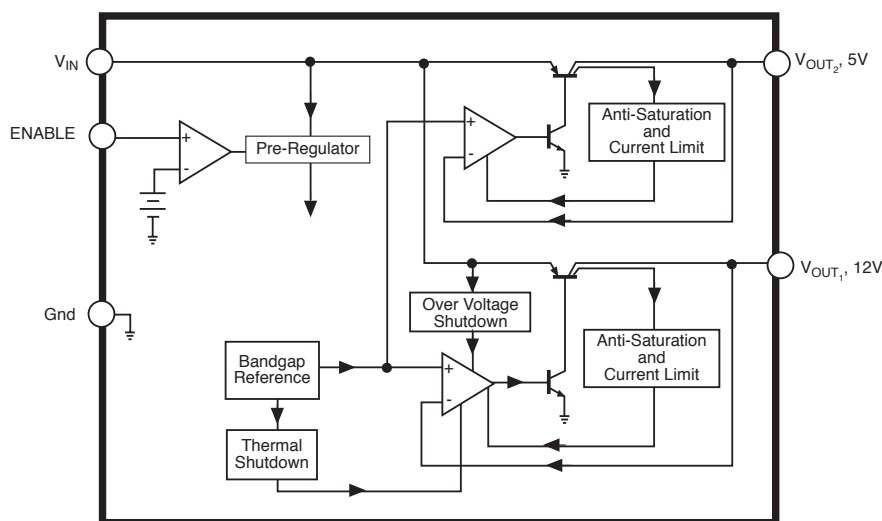 V_IN
V_OUT₂, 5V
ENABLE
+
-
Pre-Regulator
+
-
Anti-Saturation
and
Current Limit
V_OUT₁, 12V
Gnd
Over Voltage
Shutdown
Bandgap
Reference
+
-
Anti-Saturation
and
Current Limit
Thermal
Shutdown